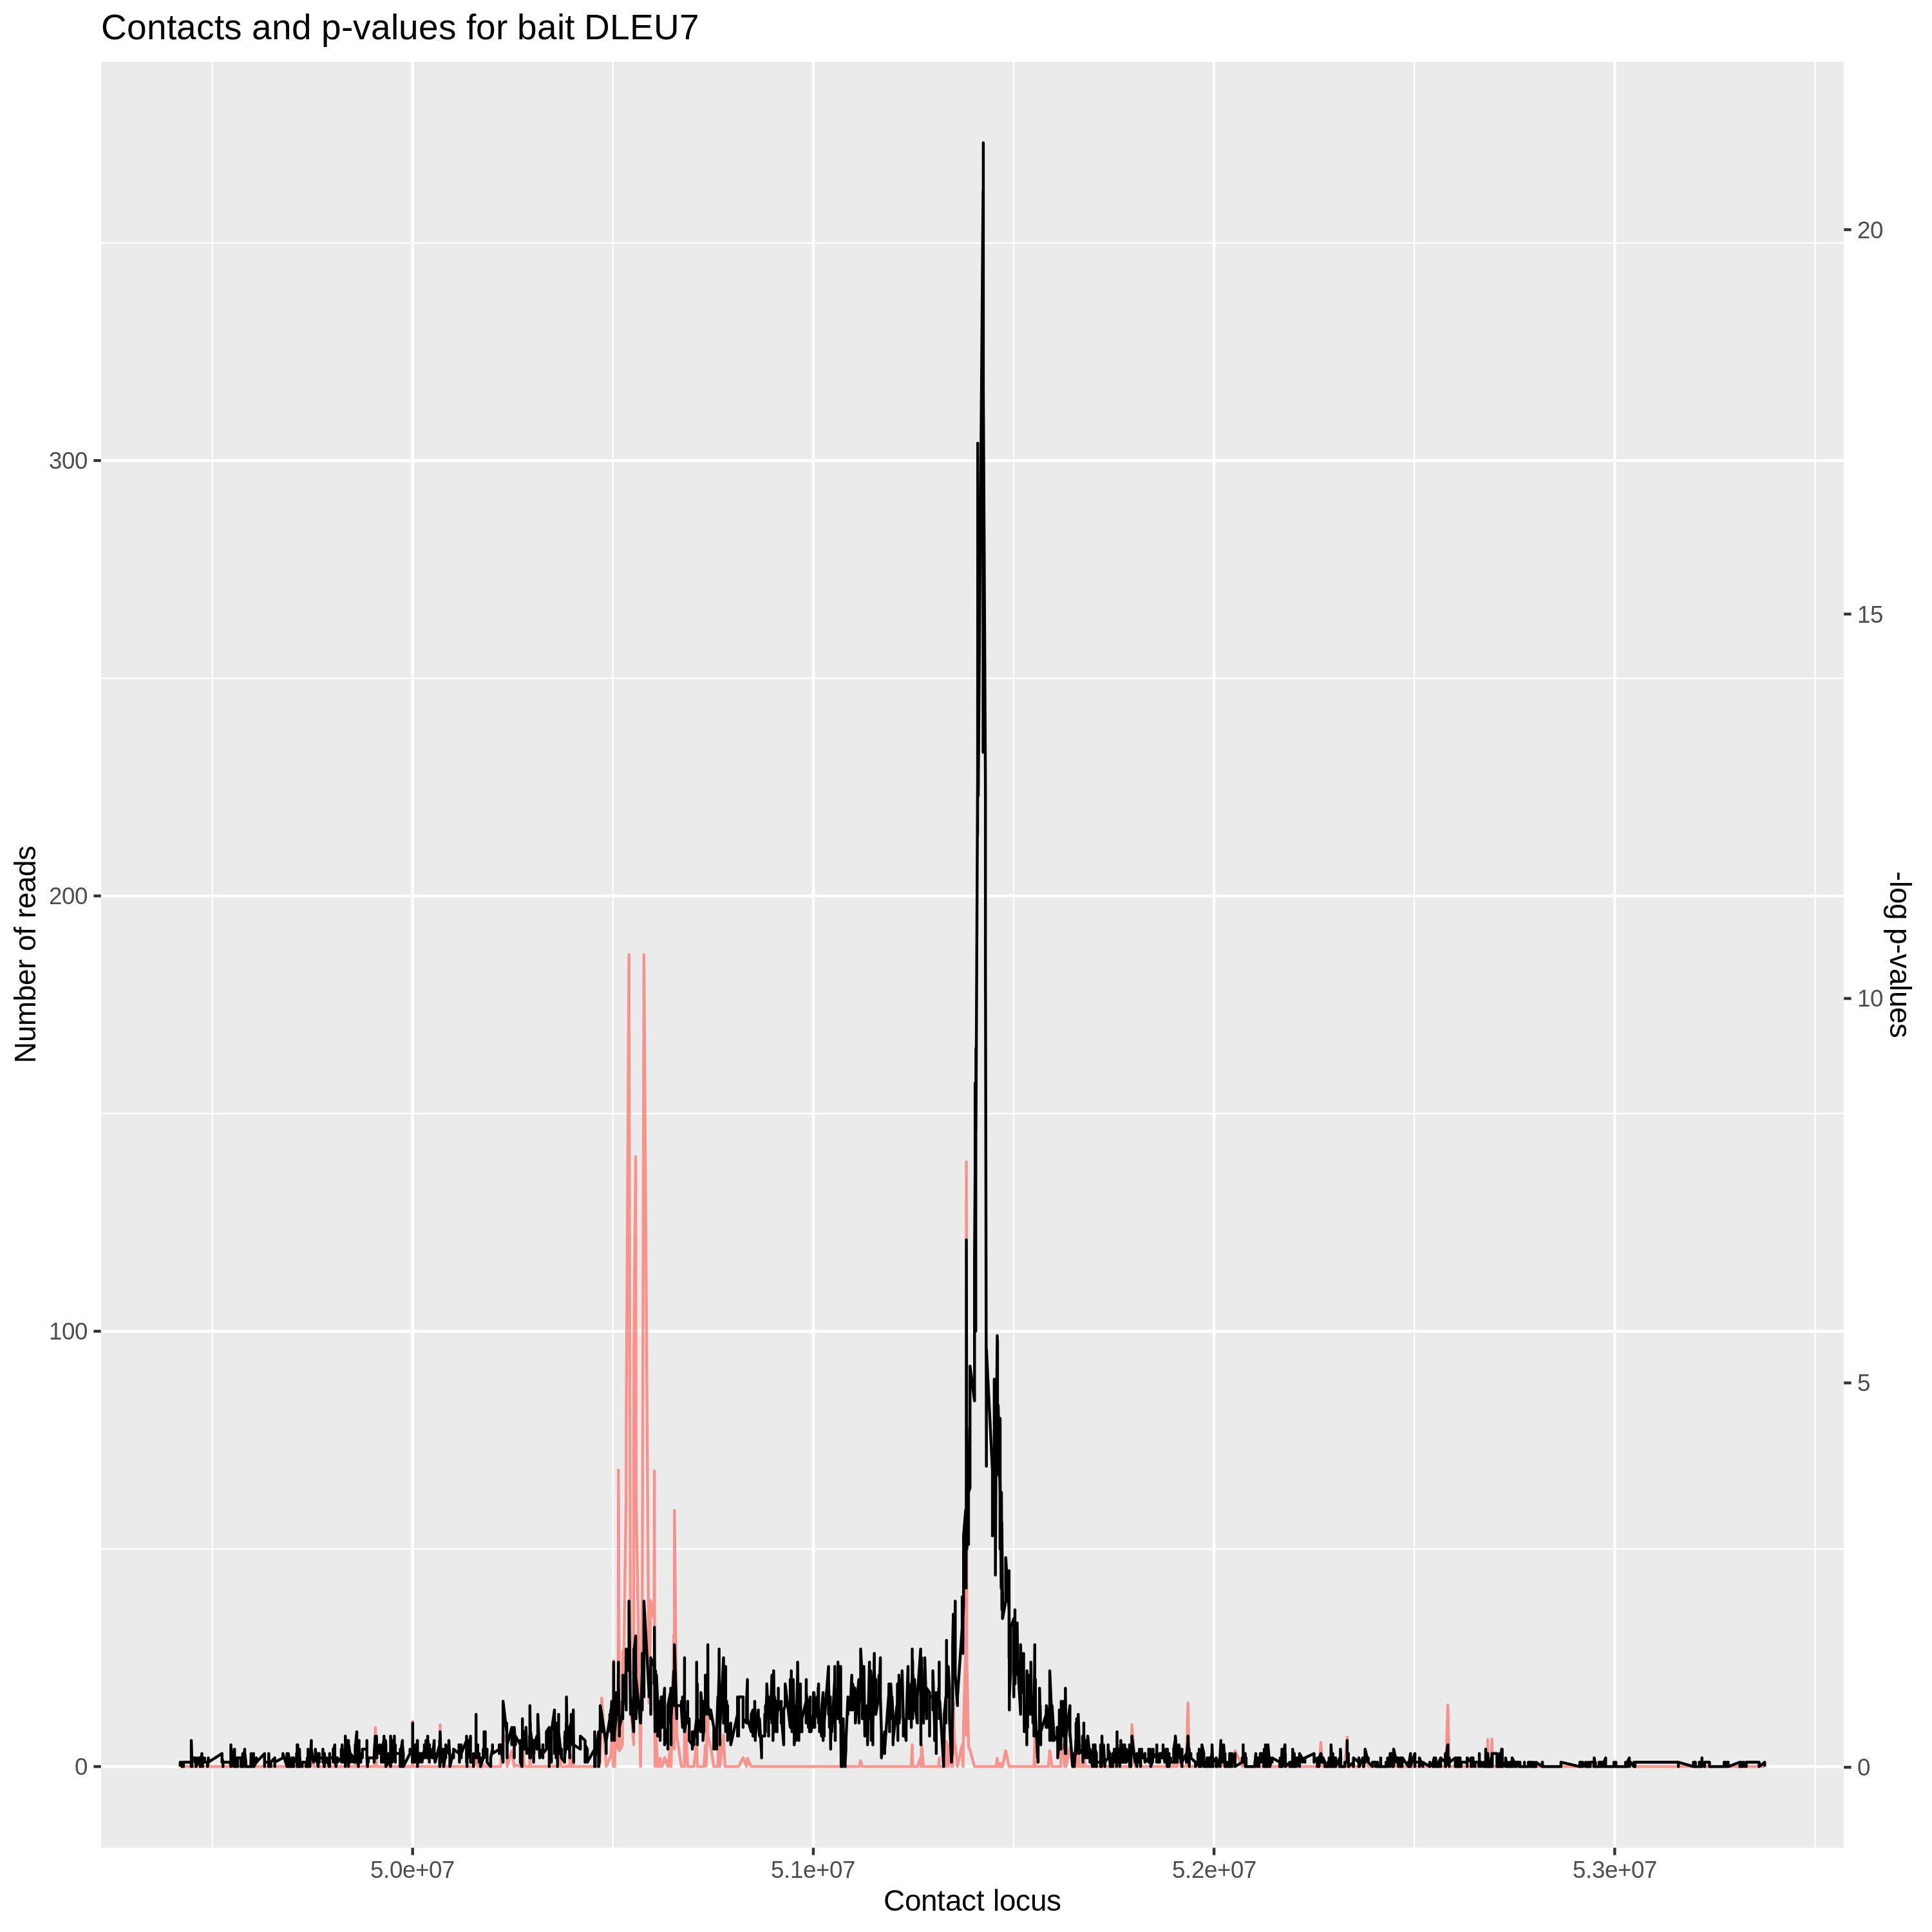 Contacts and p-values for bait DLEU7
300
200
100
0
Number of reads
20
15
10
5
0
-log p-values
5.0e+07
5.1e+07
5.2e+07
5.3e+07
Contact locus